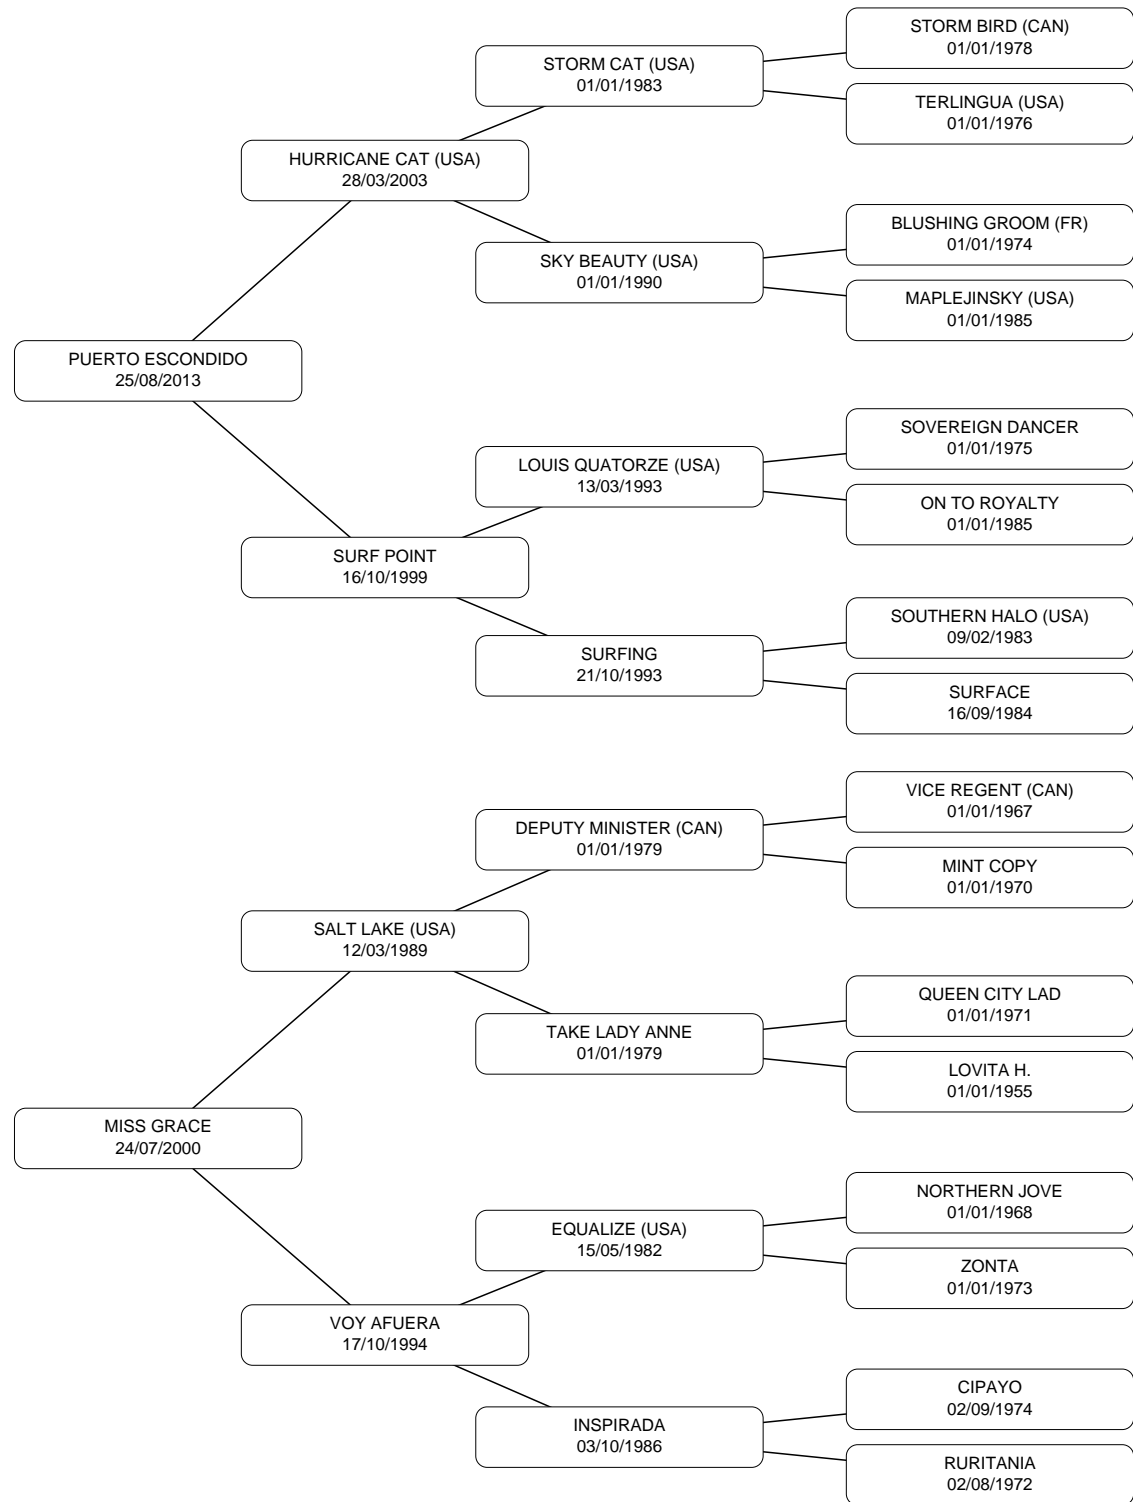 STORM BIRD (CAN)
01/01/1978
STORM CAT (USA)
01/01/1983
TERLINGUA (USA)
01/01/1976
HURRICANE CAT (USA)
28/03/2003
BLUSHING GROOM (FR)
01/01/1974
SKY BEAUTY (USA)
01/01/1990
MAPLEJINSKY (USA)
01/01/1985
PUERTO ESCONDIDO
25/08/2013
SOVEREIGN DANCER
01/01/1975
LOUIS QUATORZE (USA)
13/03/1993
ON TO ROYALTY
01/01/1985
SURF POINT
16/10/1999
SOUTHERN HALO (USA)
09/02/1983
SURFING
21/10/1993
SURFACE
16/09/1984
VICE REGENT (CAN)
01/01/1967
DEPUTY MINISTER (CAN)
01/01/1979
MINT COPY
01/01/1970
SALT LAKE (USA)
12/03/1989
QUEEN CITY LAD
01/01/1971
TAKE LADY ANNE
01/01/1979
LOVITA H.
01/01/1955
MISS GRACE
24/07/2000
NORTHERN JOVE
01/01/1968
EQUALIZE (USA)
15/05/1982
ZONTA
01/01/1973
VOY AFUERA
17/10/1994
CIPAYO
02/09/1974
INSPIRADA
03/10/1986
RURITANIA
02/08/1972